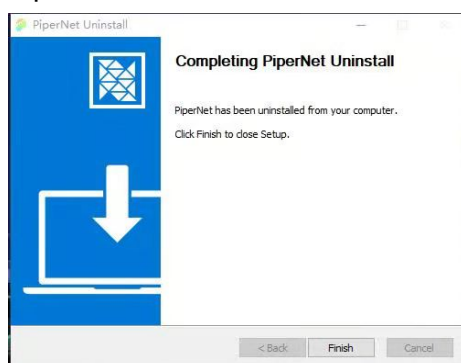 PiperNet Uninstall
Completing PiperNet Uninstall
PiperNet has been uninstalled from your computer.
Click Finish to close Setup.
< Back
Finish
Cancel